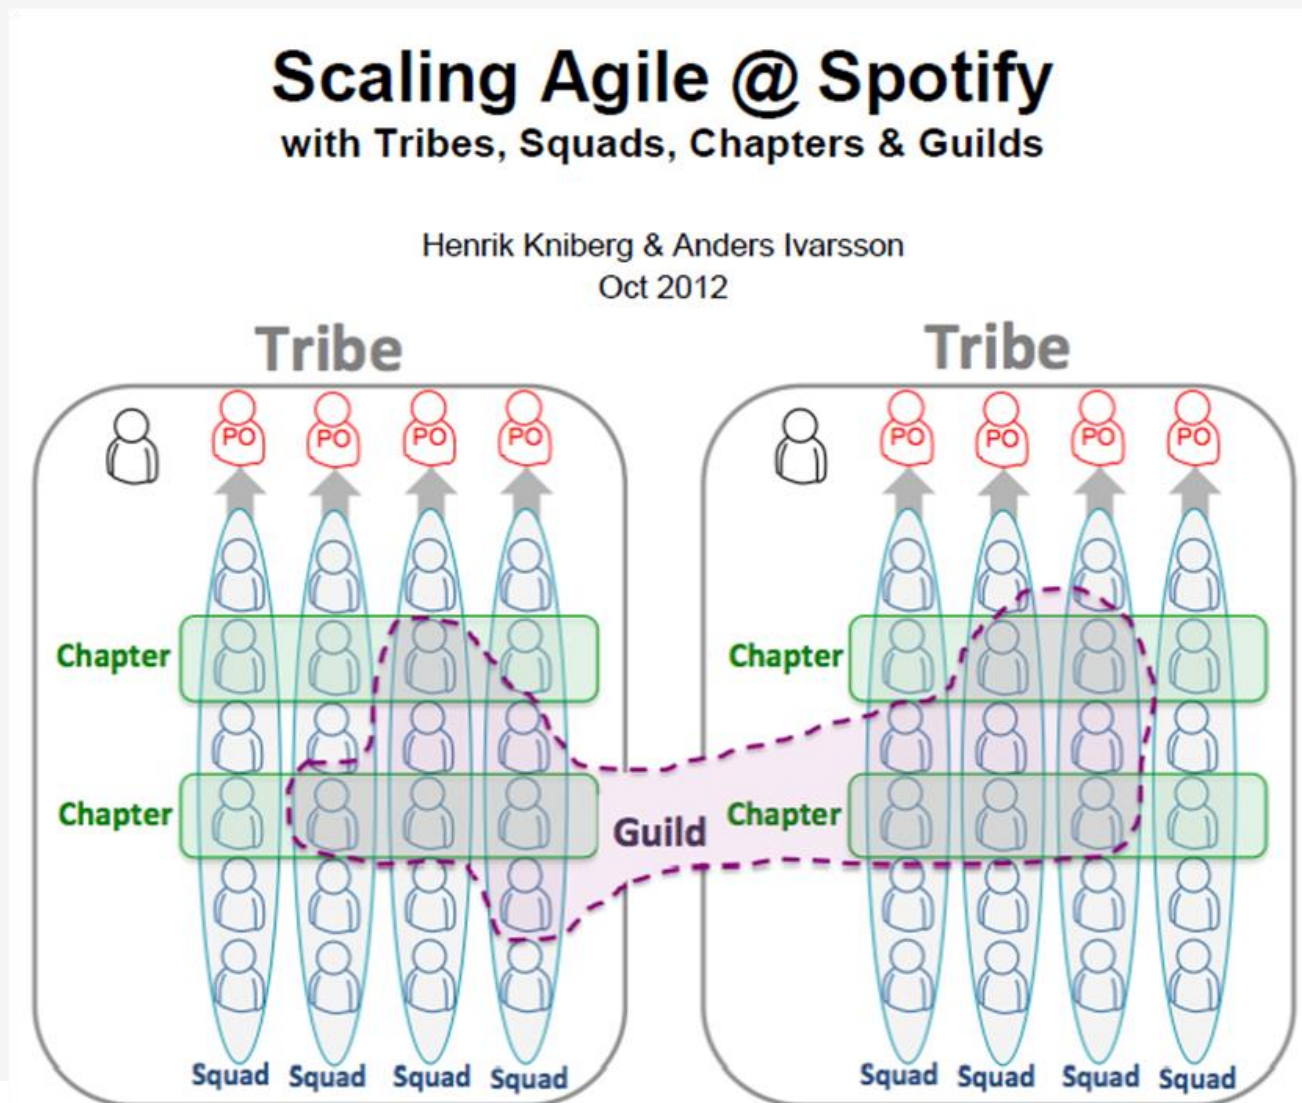 Scaling Agile @ Spotify
with Tribes, Squads, Chapters & Guilds
Henrik Kniberg & Anders Ivarsson
Oct 2012
Tribe
Tribe
PO PO PO PO
PO PO PO PO
Chapter
Chapter
Chapter
Guild
Chapter
Squad Squad Squad Squad
Squad Squad Squad Squad